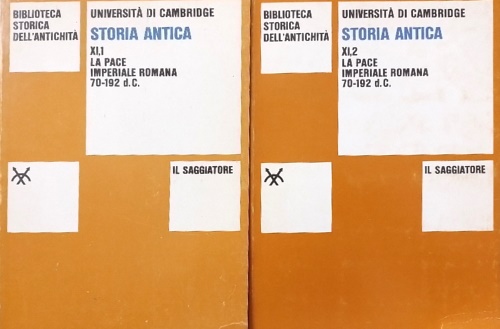 BIBLIOTECA
STORICA
DELL'ANTICHITÀ
UNIVERSITÀ DI CAMBRIDGE
STORIA ANTICA
XI,1
LA PACE
IMPERIALE ROMANA
70-192 d.C.
IL SAGGIATORE
BIBLIOTECA
STORICA
DELL'ANTICHITÀ
UNIVERSITÀ DI CAMBRIDGE
STORIA ANTICA
XI,2
LA PACE
IMPERIALE ROMANA
70-192 d.C.
IL SAGGIATORE